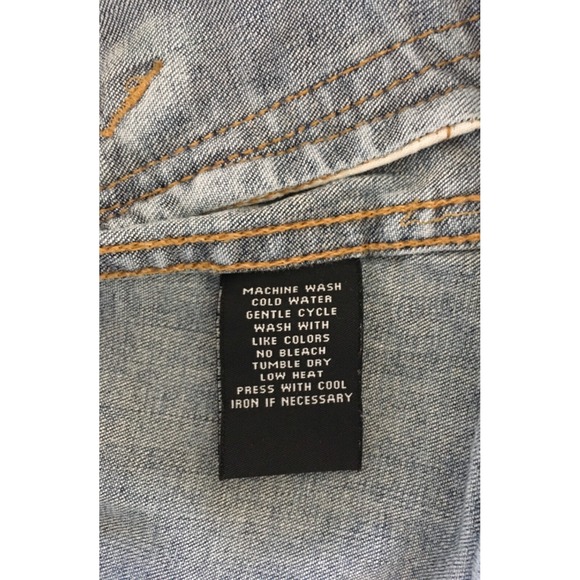 MACHINE WASH
COLD WATER
GENTLE CYCLE
WASH WITH
LIKE COLORS
NO BLEACH
TUMBLE DRY
LOW HEAT
PRESS WITH COOL
IRON IF NECESSARY